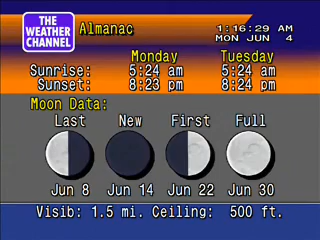 THE
WEATHER
CHANNEL
Almanac
1:16:29 AM
MON JUN 4
Monday Tuesday
Sunrise: 5:24 am 5:24 am
Sunset: 8:23 pm 8:24 pm
Moon Data:
Last New First Full
Jun 8 Jun 14 Jun 22 Jun 30
Visib: 1.5 mi. Ceiling: 500 ft.